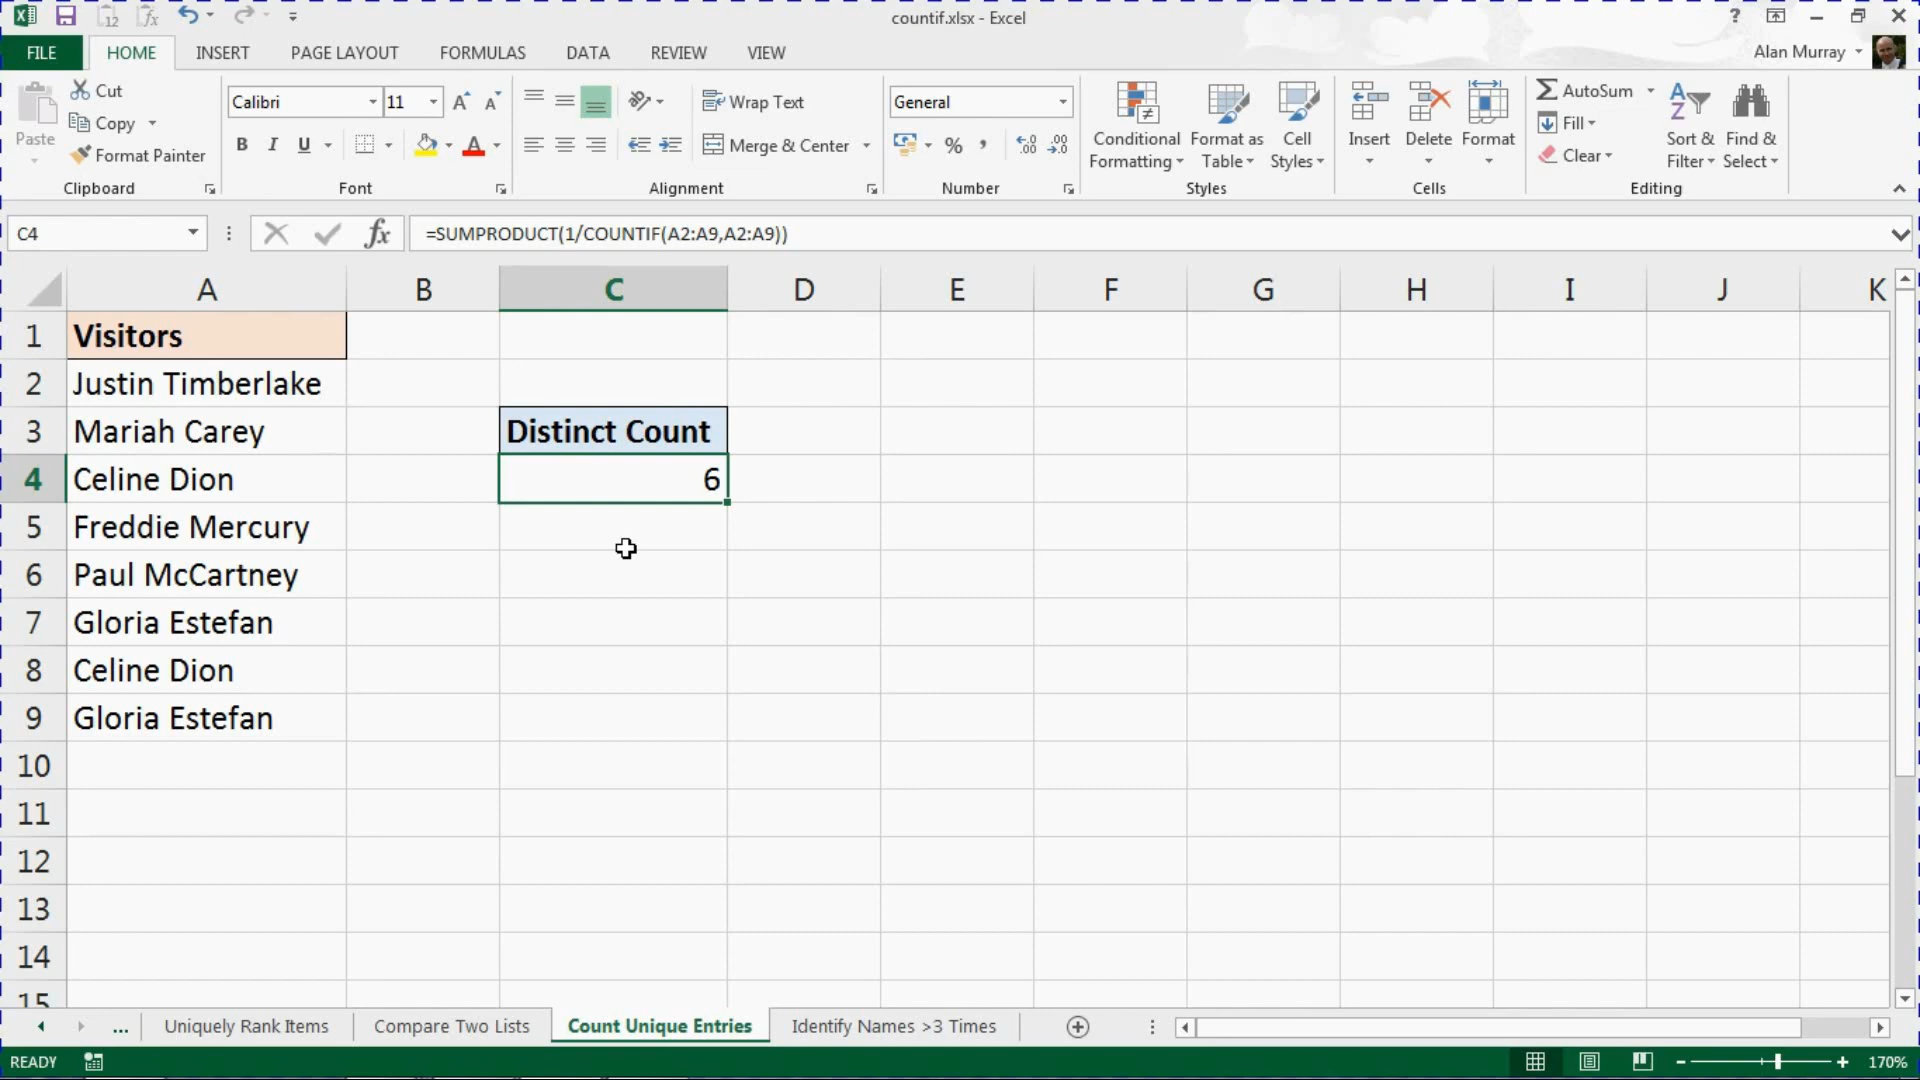 countif.xlsx - Excel
FILE HOME INSERT PAGE LAYOUT FORMULAS DATA REVIEW VIEW Alan Murray
Paste Cut
Copy
Format Painter
Clipboard
Calibri 11
B I U
Font
Wrap Text
Merge & Center
Alignment
General
%
Number
Conditional Formatting
Format as Table
Cell Styles
Styles
Insert Delete Format
Cells
AutoSum
Fill
Clear
Sort & Filter
Find & Select
Editing
C4 fx =SUMPRODUCT(1/COUNTIF(A2:A9,A2:A9))
A B C D E F G H I J K
1 Visitors
2 Justin Timberlake
3 Mariah Carey Distinct Count
4 Celine Dion 6
5 Freddie Mercury
6 Paul McCartney
7 Gloria Estefan
8 Celine Dion
9 Gloria Estefan
10
11
12
13
14
15
... Uniquely Rank Items Compare Two Lists Count Unique Entries Identify Names >3 Times
READY 170%